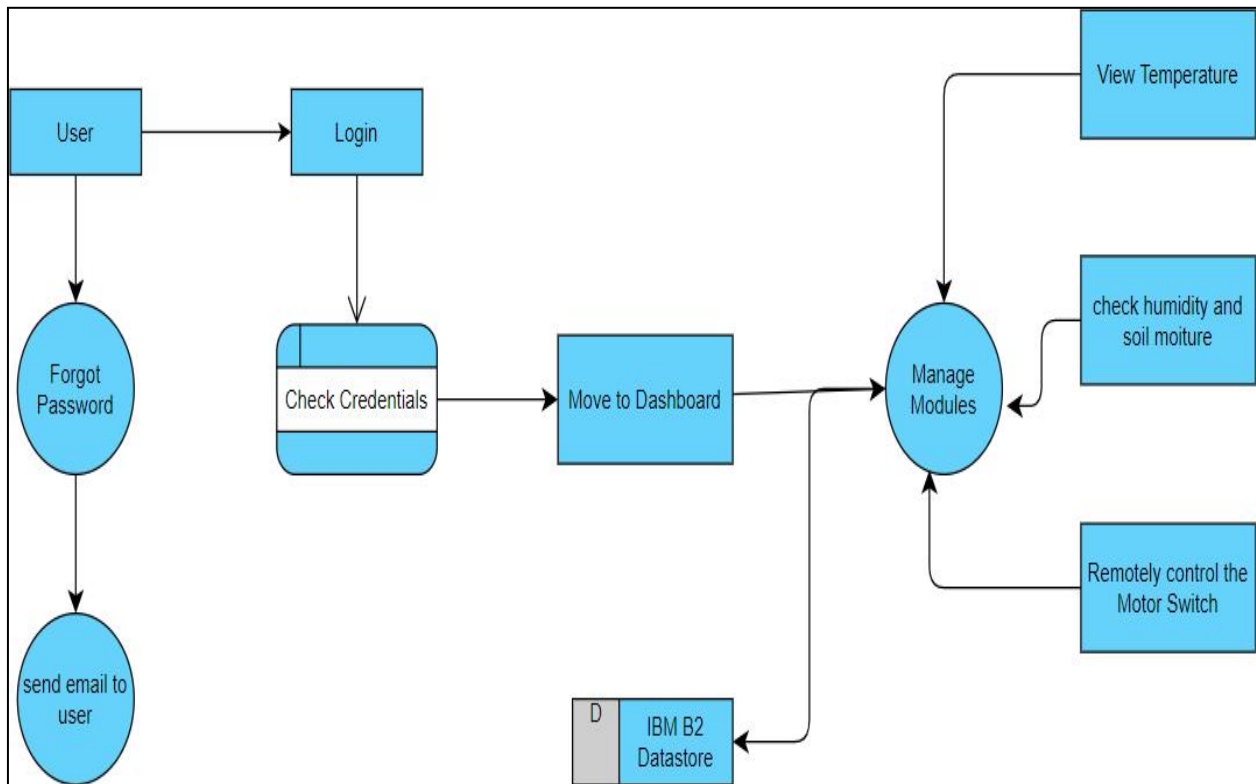 User
Login
View Temperature
Forgot
Password
Check Credentials
Move to Dashboard
Manage
Modules
check humidity and
soil moiture
Remotely control the
Motor Switch
send email to
user
D
IBM B2
Datastore